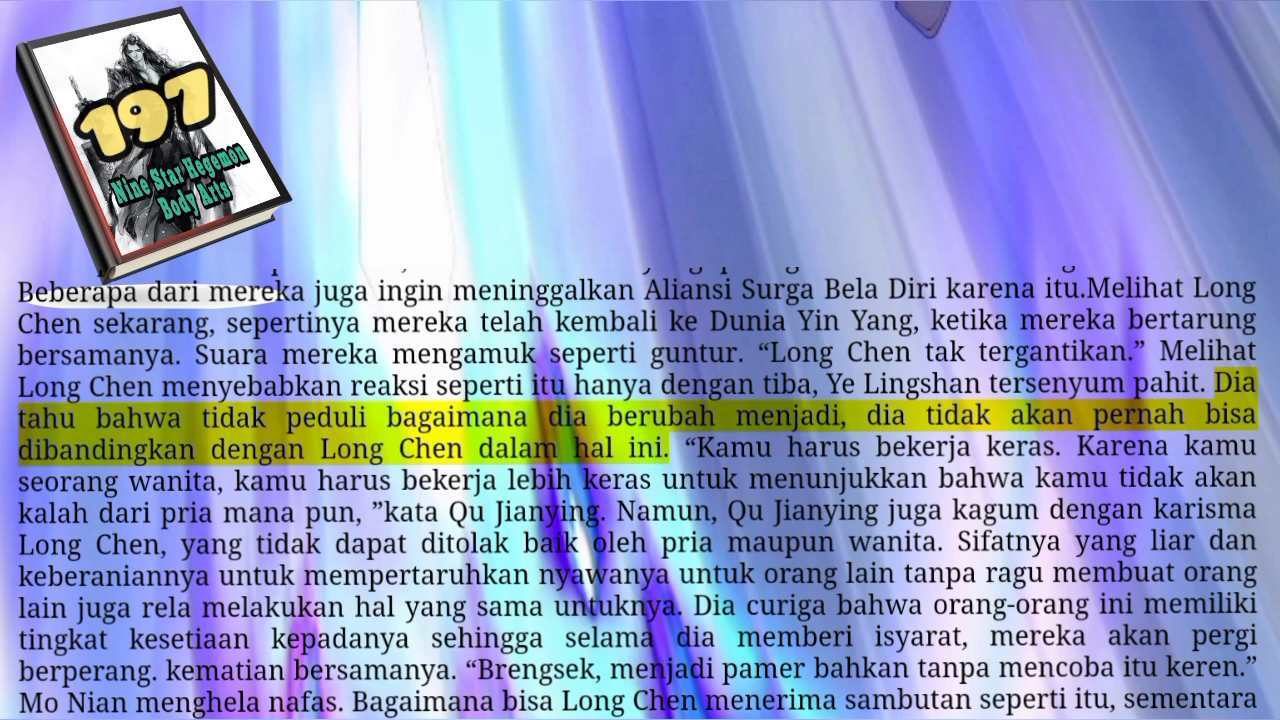 197
Nine Star Hegemon
Body Arts
Beberapa dari mereka juga ingin meninggalkan Aliansi Surga Bela Diri karena itu.Melihat Long
Chen sekarang, sepertinya mereka telah kembali ke Dunia Yin Yang, ketika mereka bertarung
bersamanya. Suara mereka mengamuk seperti guntur. “Long Chen tak tergantikan.” Melihat
Long Chen menyebabkan reaksi seperti itu hanya dengan tiba, Ye Lingshan tersenyum pahit. Dia
tahu bahwa tidak peduli bagaimana dia berubah menjadi, dia tidak akan pernah bisa
dibandingkan dengan Long Chen dalam hal ini. “Kamu harus bekerja keras. Karena kamu
seorang wanita, kamu harus bekerja lebih keras untuk menunjukkan bahwa kamu tidak akan
kalah dari pria mana pun, ”kata Qu Jianying. Namun, Qu Jianying juga kagum dengan karisma
Long Chen, yang tidak dapat ditolak baik oleh pria maupun wanita. Sifatnya yang liar dan
keberaniannya untuk mempertaruhkan nyawanya untuk orang lain tanpa ragu membuat orang
lain juga rela melakukan hal yang sama untuknya. Dia curiga bahwa orang-orang ini memiliki
tingkat kesetiaan kepadanya sehingga selama dia memberi isyarat, mereka akan pergi
berperang. kematian bersamanya. “Brengsek, menjadi pamer bahkan tanpa mencoba itu keren.”
Mo Nian menghela nafas. Bagaimana bisa Long Chen menerima sambutan seperti itu, sementara